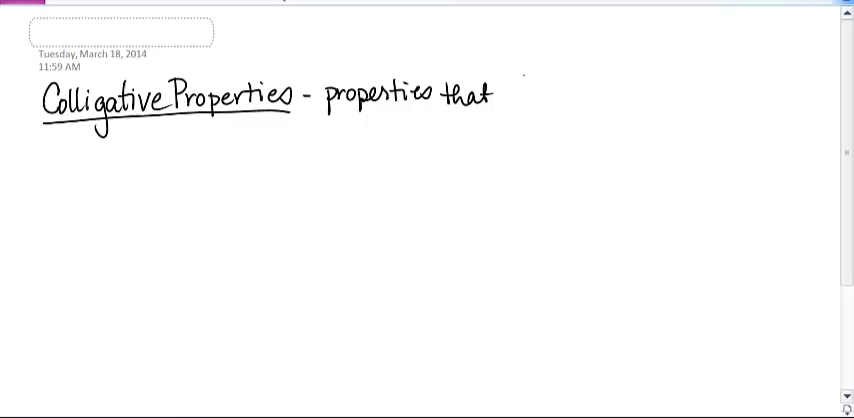 Tuesday, March 18, 2014
11:59 AM
Colligative Properties - properties that